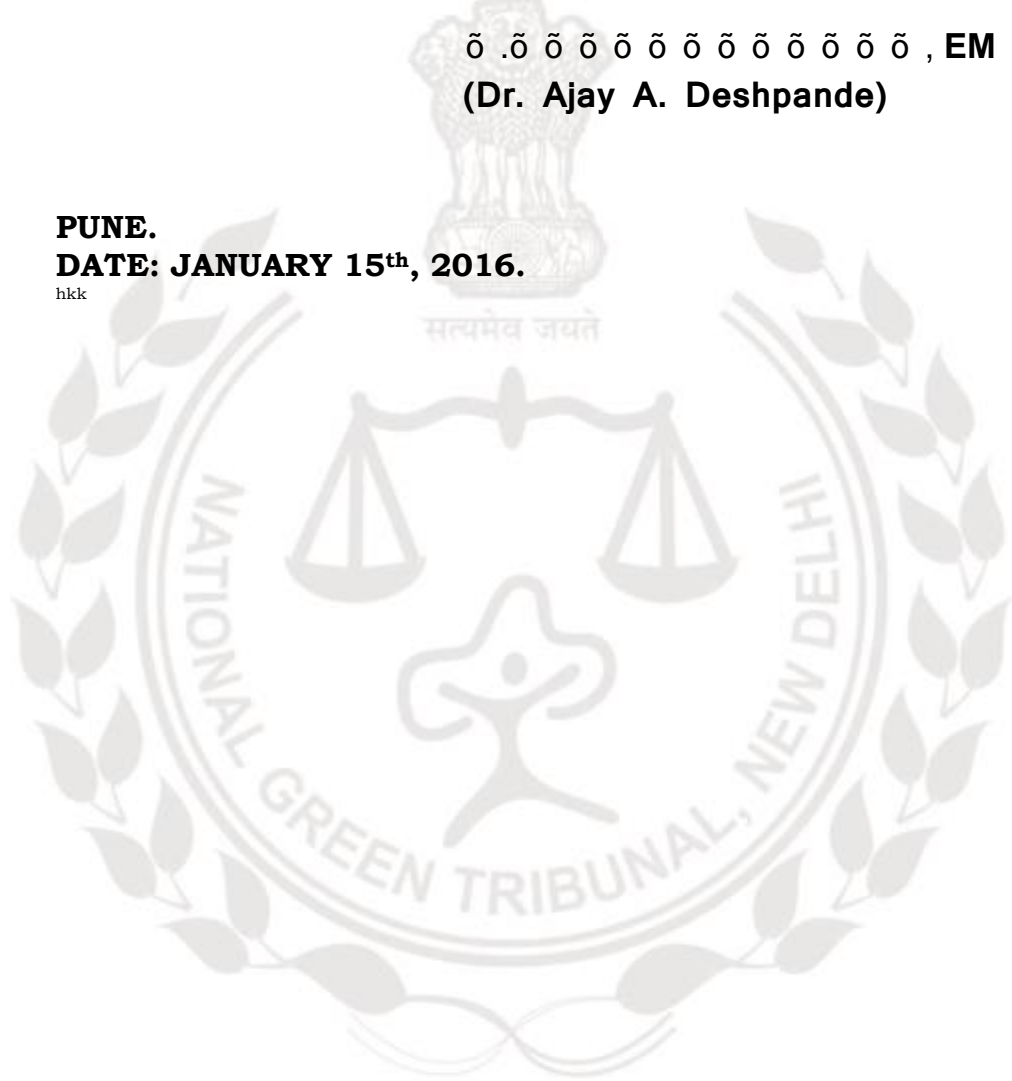 õ .õ õ õ õ õ õ õ õ õ õ õ õ , EM
(Dr. Ajay A. Deshpande)
PUNE.
DATE: JANUARY 15th, 2016.
hkk
सत्यमेव जयते
NATIONAL GREEN TRIBUNAL, NEW DELHI